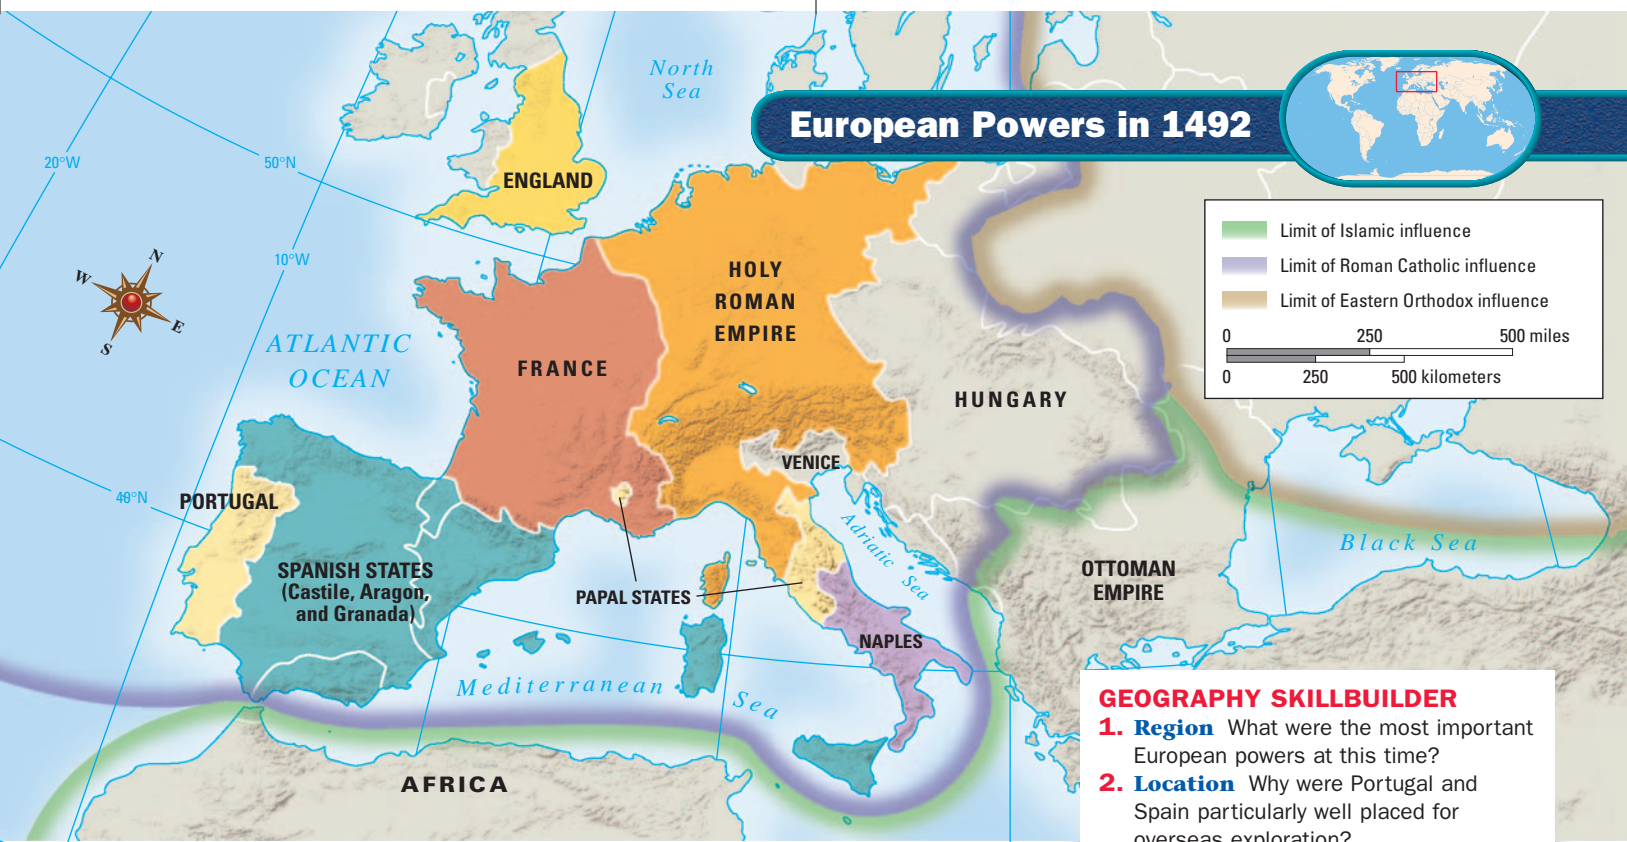 European Powers in 1492
North
Sea
20°W
50°N
ENGLAND
10°W
N
W
E
S
ATLANTIC
OCEAN
HOLY
ROMAN
EMPIRE
FRANCE
HUNGARY
VENICE
40°N
PORTUGAL
SPANISH STATES
(Castile, Aragon,
and Granada)
PAPAL STATES
Adriatic Sea
NAPLES
OTTOMAN
EMPIRE
Black Sea
Mediterranean
Sea
AFRICA
Limit of Islamic influence
Limit of Roman Catholic influence
Limit of Eastern Orthodox influence
0 250 500 miles
0 250 500 kilometers
GEOGRAPHY SKILLBUILDER
1. Region What were the most important
European powers at this time?
2. Location Why were Portugal and
Spain particularly well placed for
overseas exploration?